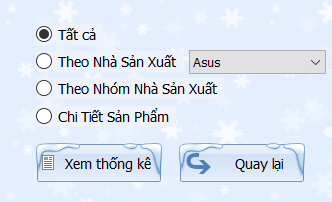 Tất cả
Theo Nhà Sản Xuất Asus
Theo Nhóm Nhà Sản Xuất
Chi Tiết Sản Phẩm
Xem thống kê Quay lại